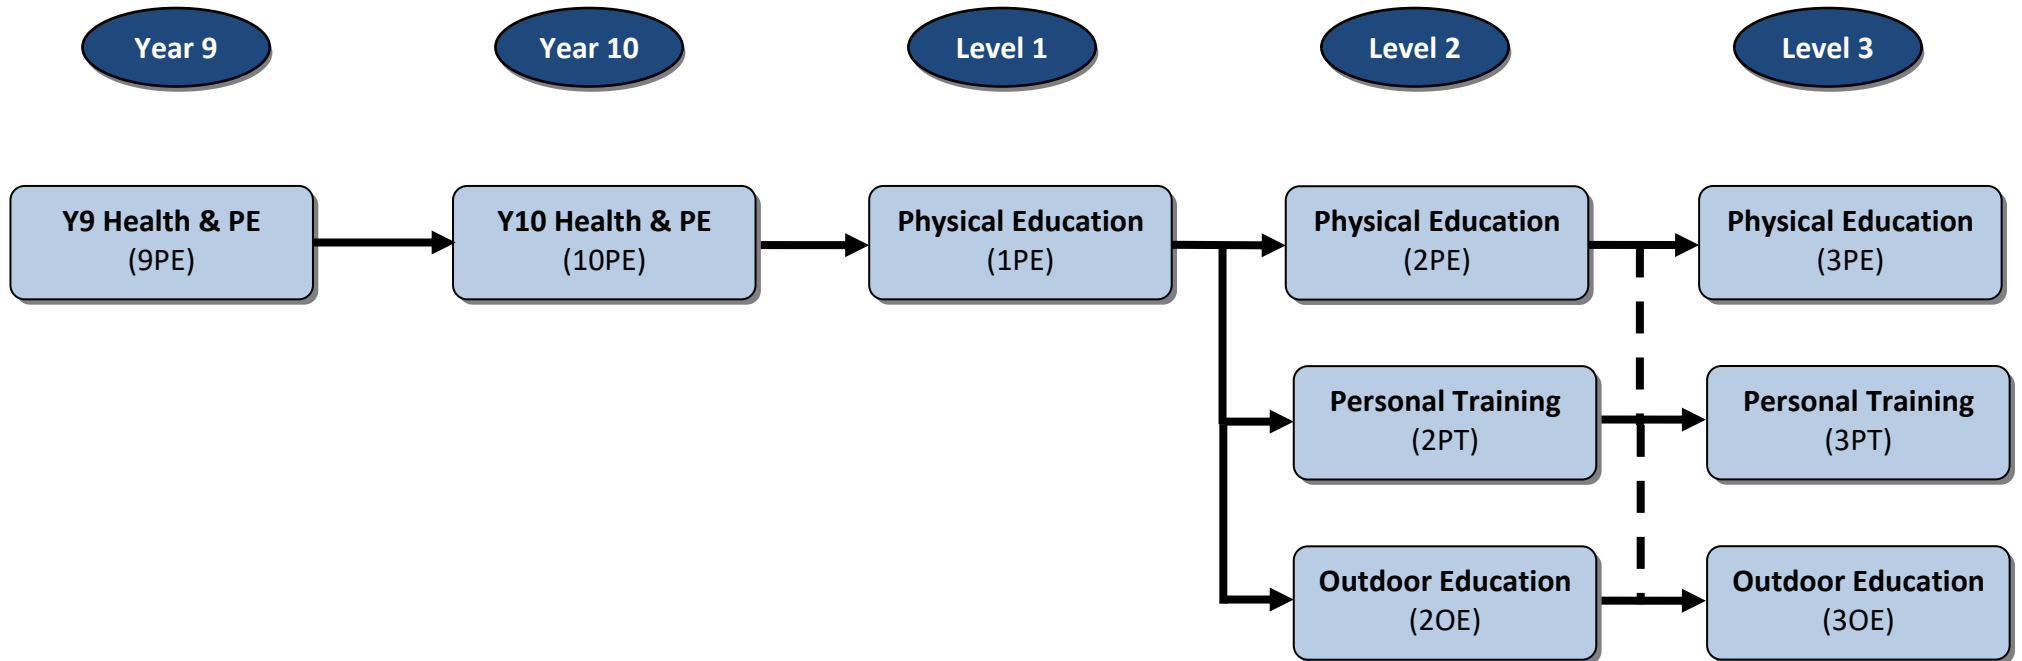 Year 9
Year 10
Level 1
Level 2
Level 3
Y9 Health & PE
(9PE)
Y10 Health & PE
(10PE)
Physical Education
(1PE)
Physical Education
(2PE)
Physical Education
(3PE)
Personal Training
(2PT)
Personal Training
(3PT)
Outdoor Education
(2OE)
Outdoor Education
(3OE)